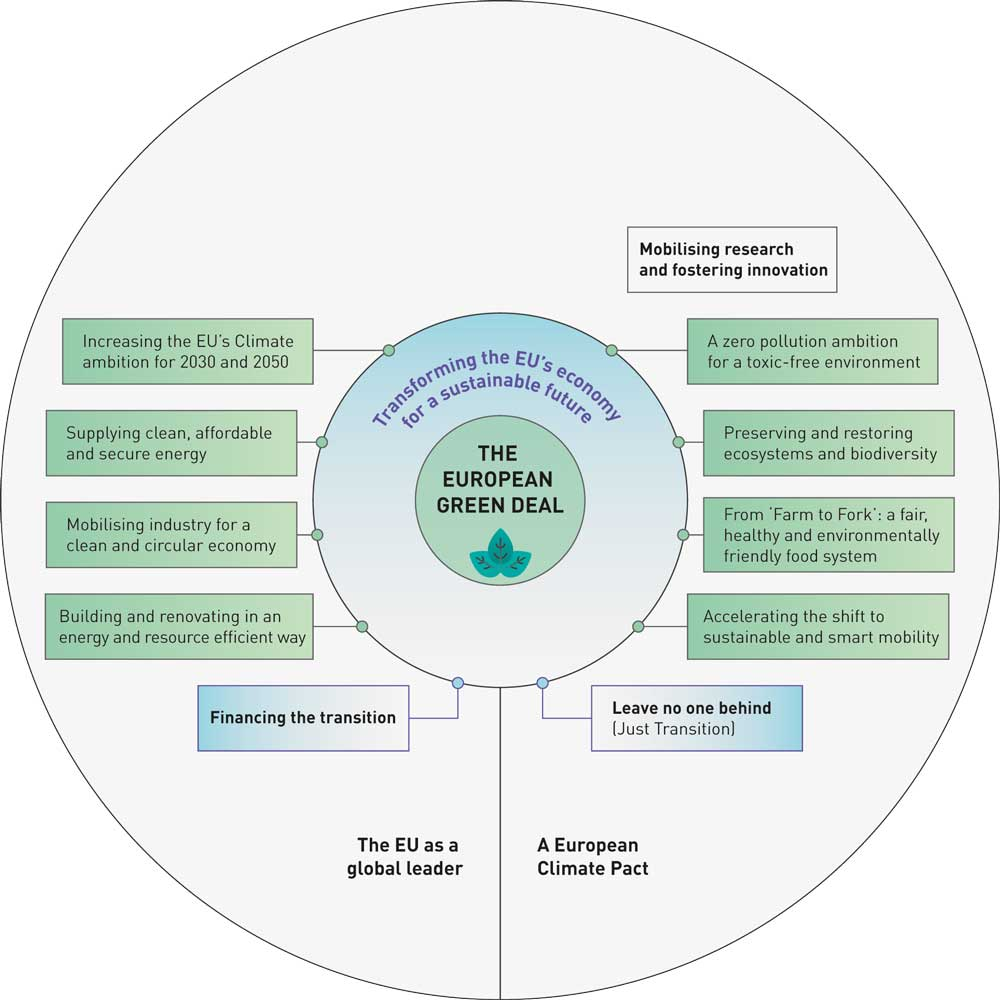 Mobilising research
and fostering innovation
Transforming the EU's economy
for a sustainable future
THE
EUROPEAN
GREEN DEAL
Increasing the EU's Climate
ambition for 2030 and 2050
Supplying clean, affordable
and secure energy
Mobilising industry for a
clean and circular economy
Building and renovating in an
energy and resource efficient way
A zero pollution ambition
for a toxic-free environment
Preserving and restoring
ecosystems and biodiversity
From ‘Farm to Fork’: a fair,
healthy and environmentally
friendly food system
Accelerating the shift to
sustainable and smart mobility
Financing the transition
Leave no one behind
(Just Transition)
The EU as a
global leader
A European
Climate Pact